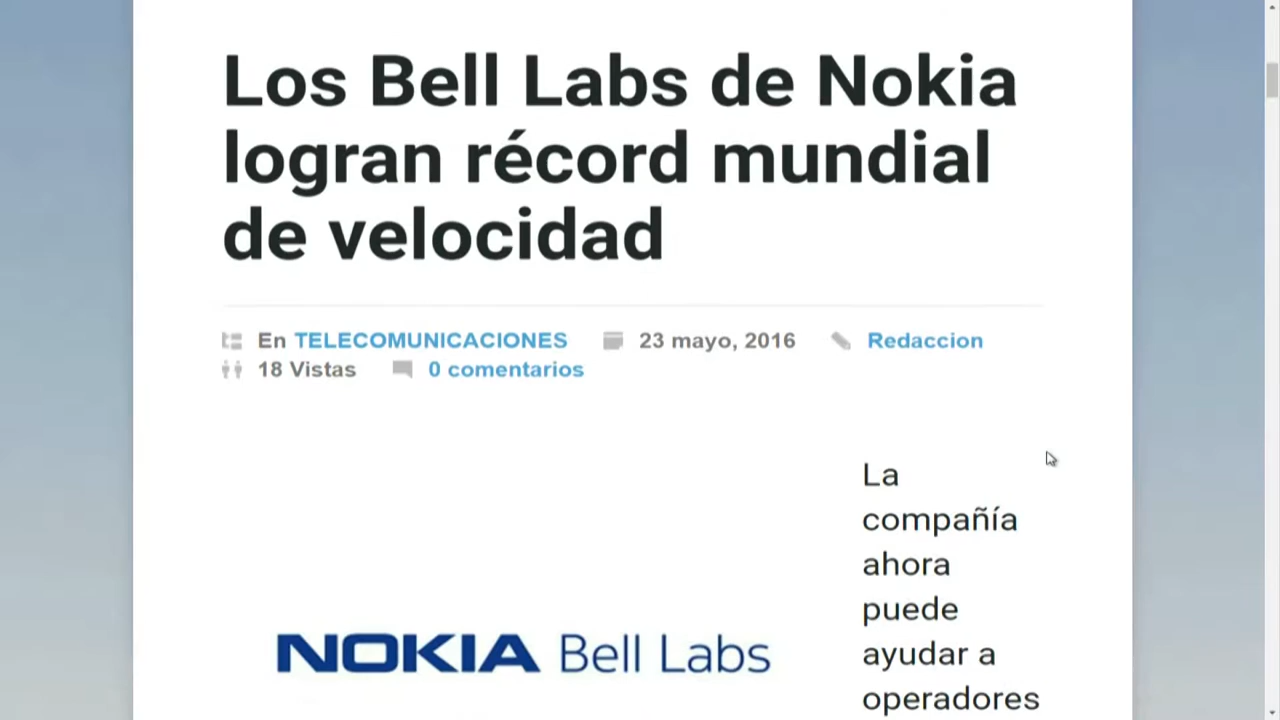 Los Bell Labs de Nokia
logran récord mundial
de velocidad
En TELECOMUNICACIONES 23 mayo, 2016 Redaccion
18 Vistas 0 comentarios
La
compañía
ahora
puede
ayudar a
operadores
NOKIA Bell Labs